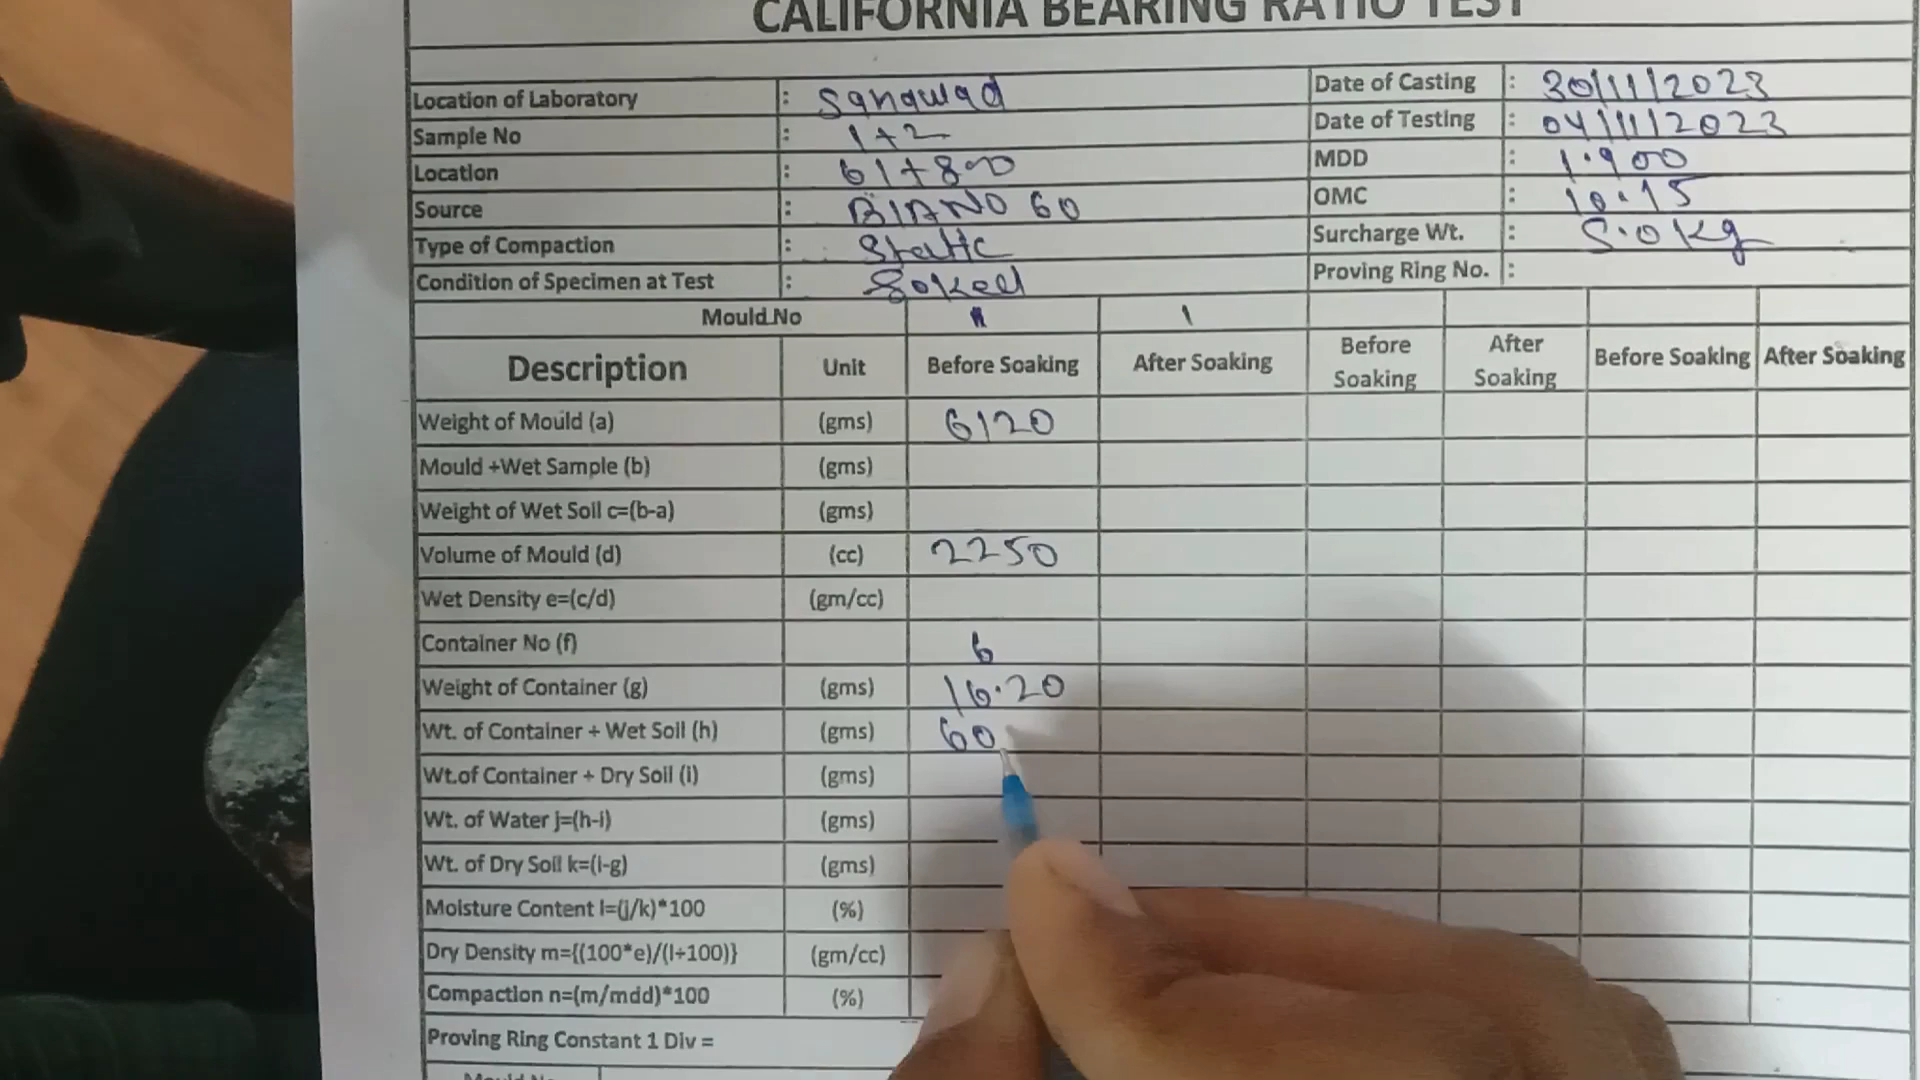 CALIFORNIA BEARING RATIO TEST
Location of Laboratory : Sanawad Date of Casting : 30/11/2023
Sample No : 1+2 Date of Testing : 04/11/2023
Location : 61+800 MDD : 1.900
Source : BIANO 60 OMC : 10.15
Type of Compaction : Static Surcharge Wt. : 5.0 Kg
Condition of Specimen at Test : Soked Proving Ring No. :
Mould No 1
Description Unit Before Soaking After Soaking Before Soaking After Soaking Before Soaking After Soaking
Weight of Mould (a) (gms) 6120
Mould +Wet Sample (b) (gms)
Weight of Wet Soil c=(b-a) (gms)
Volume of Mould (d) (cc) 2250
Wet Density e=(c/d) (gm/cc)
Container No (f) 6
Weight of Container (g) (gms) 16.20
Wt. of Container + Wet Soil (h) (gms) 60
Wt.of Container + Dry Soil (i) (gms)
Wt. of Water j=(h-i) (gms)
Wt. of Dry Soil k=(i-g) (gms)
Moisture Content l=(j/k)*100 (%)
Dry Density m={(100*e)/(l+100)} (gm/cc)
Compaction n=(m/mdd)*100 (%)
Proving Ring Constant 1 Div =